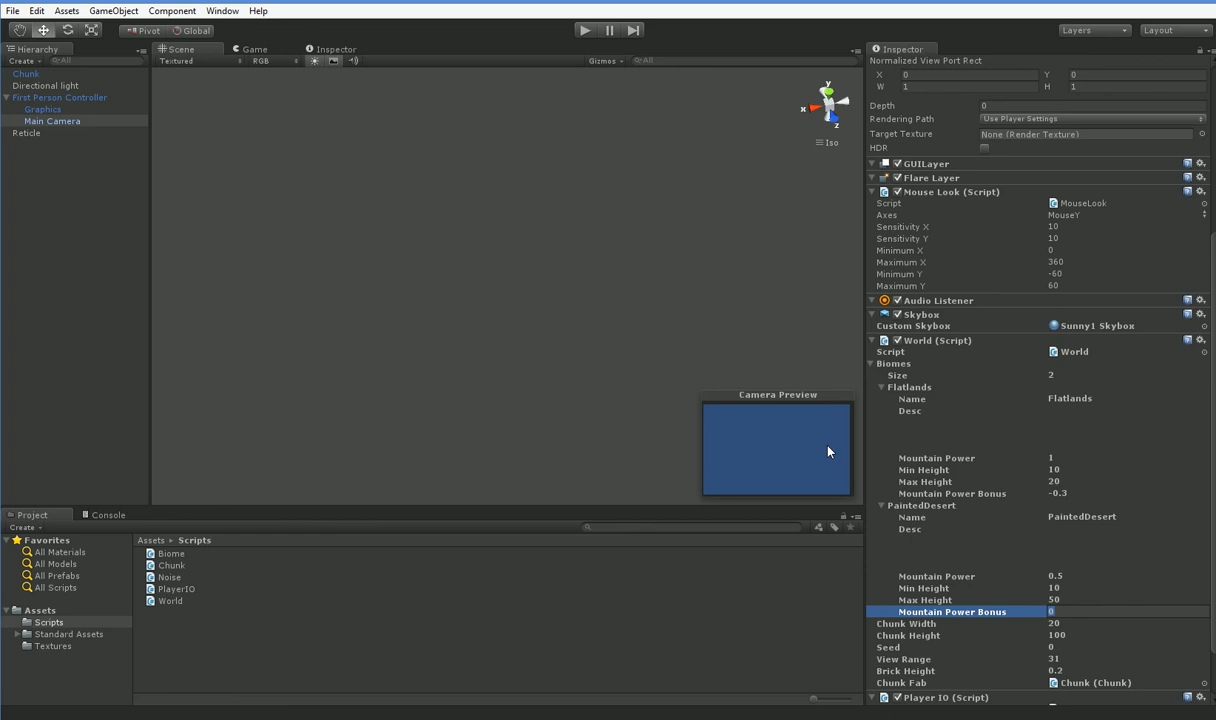 File Edit Assets GameObject Component Window Help
Pivot Global Layers Layout
Hierarchy
Create All
Chunk
Directional light
First Person Controller
Graphics
Main Camera
Reticle
Scene Game Inspector
Textured RGB Gizmos All
y
x
z
Iso
Camera Preview
Project Console
Create
Favorites
All Materials
All Models
All Prefabs
All Scripts
Assets
Scripts
Standard Assets
Textures
Assets Scripts
Biome
Chunk
Noise
PlayerIO
World
Inspector
Normalized View Port Rect
X 0 Y 0
W 1 H 1
Depth 0
Rendering Path Use Player Settings
Target Texture None (Render Texture)
HDR
GUILayer
Flare Layer
Mouse Look (Script)
Script MouseLook
Axes MouseY
Sensitivity X 10
Sensitivity Y 10
Minimum X 0
Maximum X 360
Minimum Y -60
Maximum Y 60
Audio Listener
Skybox
Custom Skybox Sunny1 Skybox
World (Script)
Script World
Biomes
Size 2
Flatlands
Name Flatlands
Desc
Mountain Power 1
Min Height 10
Max Height 20
Mountain Power Bonus -0.3
PaintedDesert
Name PaintedDesert
Desc
Mountain Power 0.5
Min Height 10
Max Height 50
Mountain Power Bonus 0
Chunk Width 20
Chunk Height 100
Seed 0
View Range 31
Brick Height 0.2
Chunk Fab Chunk (Chunk)
Player IO (Script)